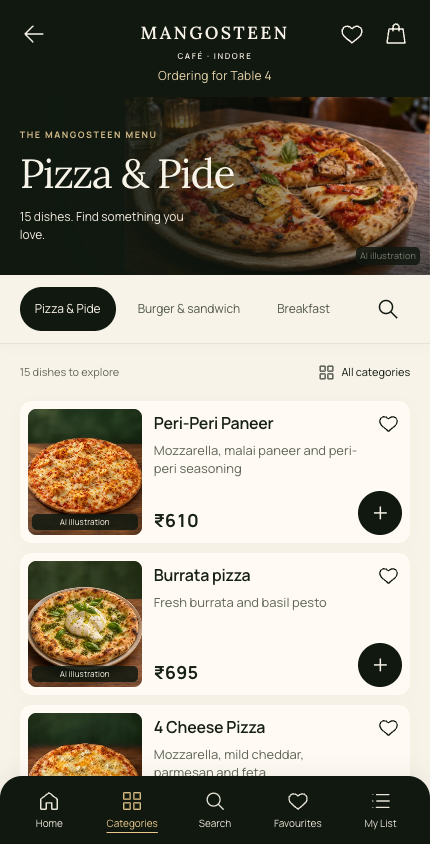 MANGOSTEEN
CAFÉ · INDORE
Ordering for Table 4
THE MANGOSTEEN MENU
Pizza & Pide
15 dishes. Find something you
love.
AI illustration
Pizza & Pide
Burger & sandwich
Breakfast
15 dishes to explore
All categories
Peri-Peri Paneer
Mozzarella, malai paneer and peri-
peri seasoning
AI illustration
₹610
Burrata pizza
Fresh burrata and basil pesto
AI illustration
₹695
4 Cheese Pizza
Mozzarella, mild cheddar,
parmesan and feta
Home
Categories
Search
Favourites
My List